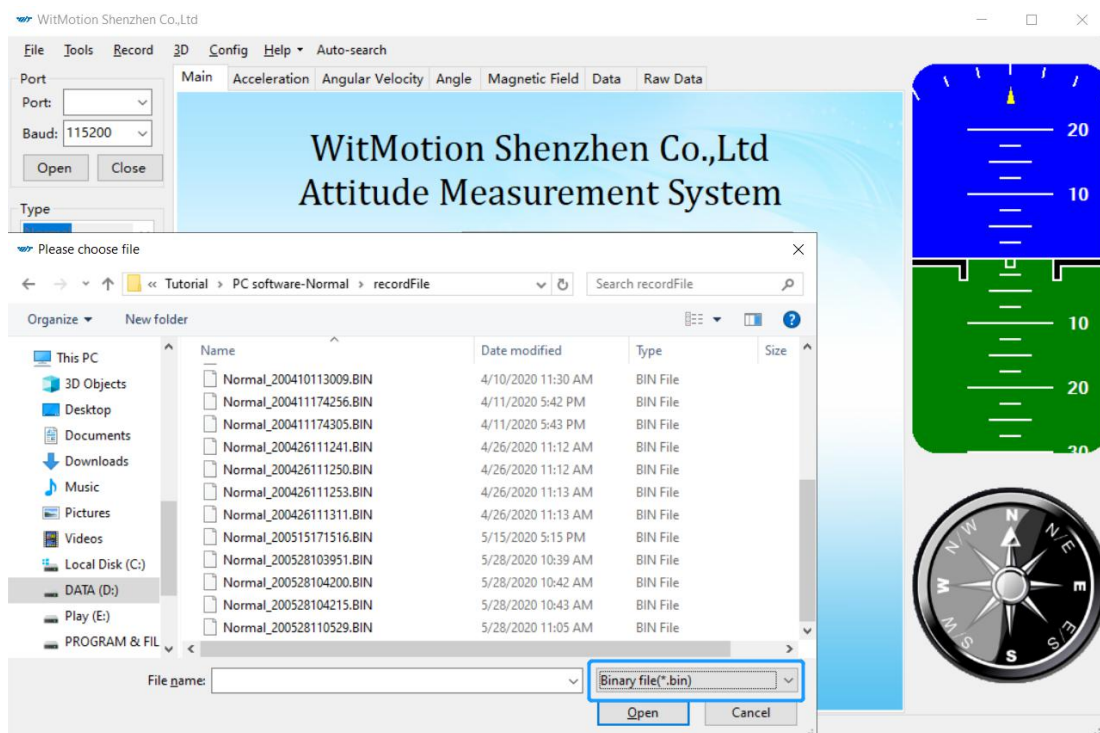 WitMotion Shenzhen Co.,Ltd
File Tools Record 3D Config Help Auto-search
Port
Port:
Baud: 115200
Open Close
Type
Main Acceleration Angular Velocity Angle Magnetic Field Data Raw Data
WitMotion Shenzhen Co.,Ltd
Attitude Measurement System
20
10
10
20
30
N
N/E
E
E/S
S
S/W
W
N/W
Please choose file
« Tutorial > PC software-Normal > recordFile
Search recordFile
Organize New folder
This PC
3D Objects
Desktop
Documents
Downloads
Music
Pictures
Videos
Local Disk (C:)
DATA (D:)
Play (E:)
PROGRAM & FIL
Name Date modified Type Size
Normal_200410113009.BIN 4/10/2020 11:30 AM BIN File
Normal_200411174256.BIN 4/11/2020 5:42 PM BIN File
Normal_200411174305.BIN 4/11/2020 5:43 PM BIN File
Normal_200426111241.BIN 4/26/2020 11:12 AM BIN File
Normal_200426111250.BIN 4/26/2020 11:12 AM BIN File
Normal_200426111253.BIN 4/26/2020 11:13 AM BIN File
Normal_200426111311.BIN 4/26/2020 11:13 AM BIN File
Normal_200515171516.BIN 5/15/2020 5:15 PM BIN File
Normal_200528103951.BIN 5/28/2020 10:39 AM BIN File
Normal_200528104200.BIN 5/28/2020 10:42 AM BIN File
Normal_200528104215.BIN 5/28/2020 10:43 AM BIN File
Normal_200528110529.BIN 5/28/2020 11:05 AM BIN File
File name:
Binary file(*.bin)
Open Cancel